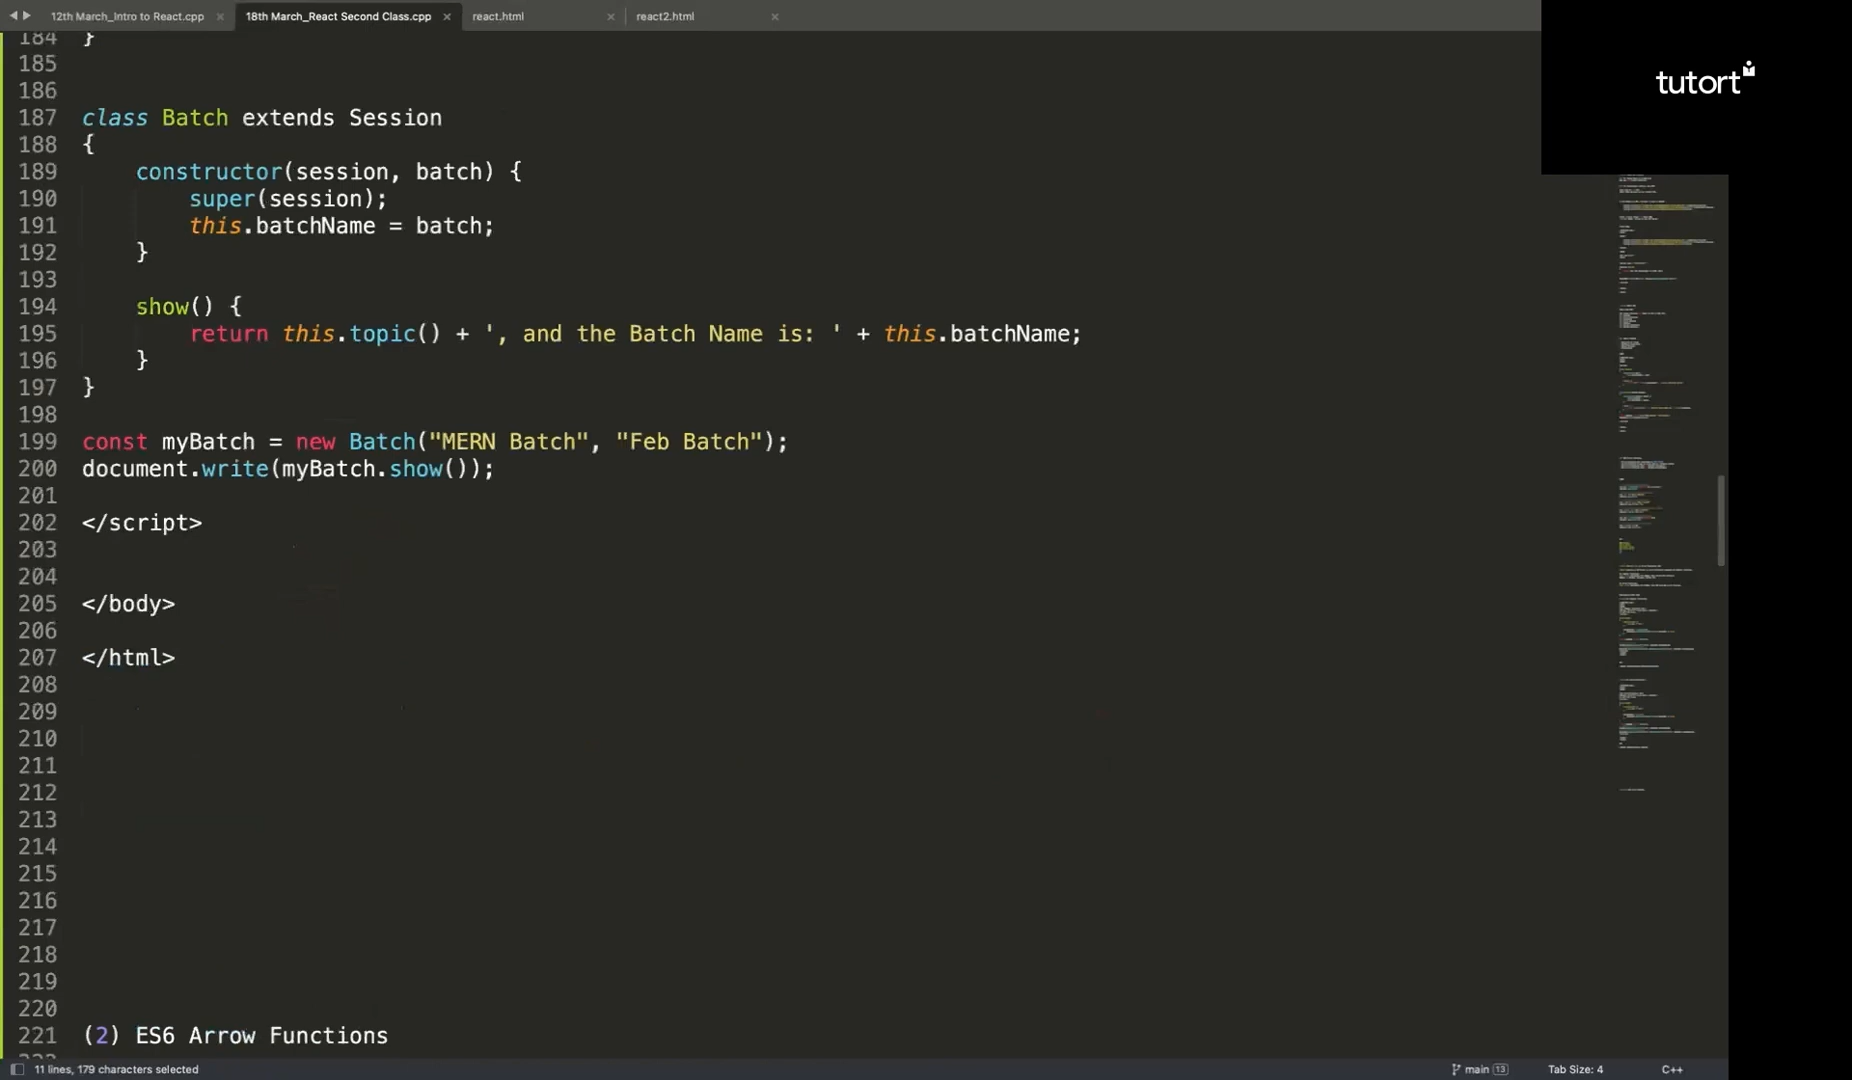 12th March_Intro to React.cpp
18th March_React Second Class.cpp
react.html
react2.html
tutort
184 }
185
186
187 class Batch extends Session
188 {
189 constructor(session, batch) {
190 super(session);
191 this.batchName = batch;
192 }
193
194 show() {
195 return this.topic() + ', and the Batch Name is: ' + this.batchName;
196 }
197 }
198
199 const myBatch = new Batch("MERN Batch", "Feb Batch");
200 document.write(myBatch.show());
201
202 </script>
203
204
205 </body>
206
207 </html>
208
209
210
211
212
213
214
215
216
217
218
219
220
221 (2) ES6 Arrow Functions
11 lines, 179 characters selected
main 13
Tab Size: 4
C++